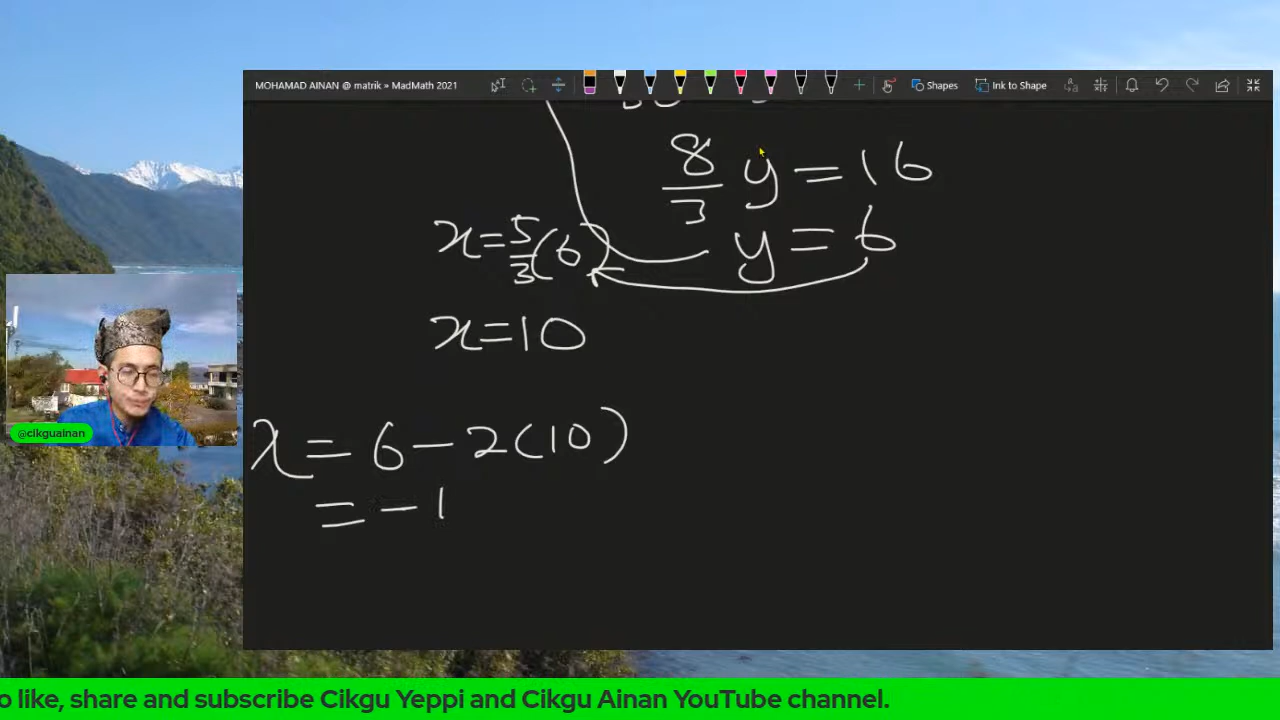 MOHAMAD AINAN @ matrik » MadMath 2021
Shapes
Ink to Shape
8/3 y = 16
x = 5/3 (6)
y = 6
x = 10
x = 6 - 2(10)
= - 1
@cikguainan
o like, share and subscribe Cikgu Yeppi and Cikgu Ainan YouTube channel.